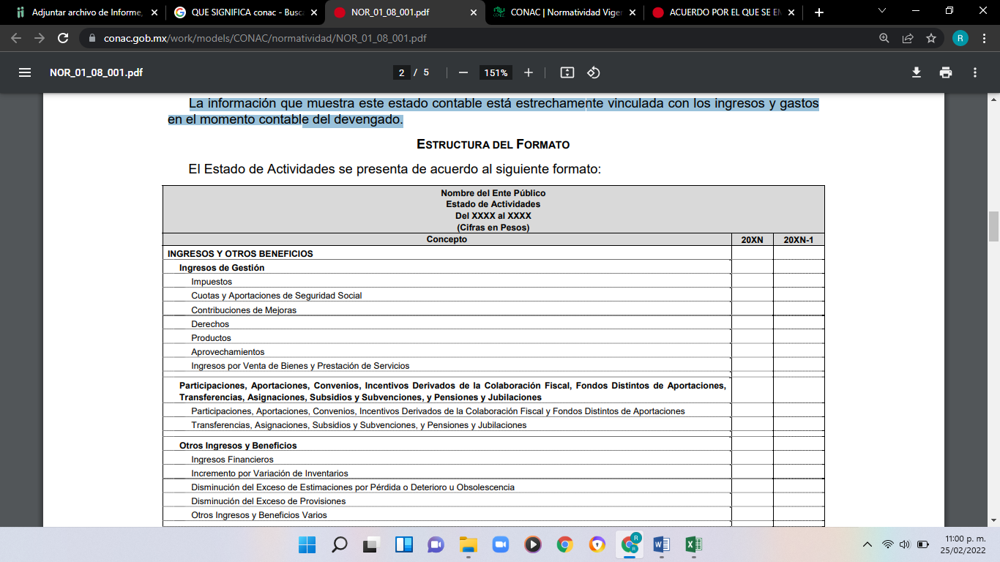 Adjuntar archivo de Informe,
QUE SIGNIFICA conac - Busc
NOR_01_08_001.pdf
CONAC | Normatividad Viger
ACUERDO POR EL QUE SE EN
conac.gob.mx/work/models/CONAC/normatividad/NOR_01_08_001.pdf
R
NOR_01_08_001.pdf
2 / 5
151%
La información que muestra este estado contable está estrechamente vinculada con los ingresos y gastos
en el momento contable del devengado.
ESTRUCTURA DEL FORMATO
El Estado de Actividades se presenta de acuerdo al siguiente formato:
Nombre del Ente Público
Estado de Actividades
Del XXXX al XXXX
(Cifras en Pesos)
Concepto 20XN 20XN-1
INGRESOS Y OTROS BENEFICIOS
Ingresos de Gestión
Impuestos
Cuotas y Aportaciones de Seguridad Social
Contribuciones de Mejoras
Derechos
Productos
Aprovechamientos
Ingresos por Venta de Bienes y Prestación de Servicios
Participaciones, Aportaciones, Convenios, Incentivos Derivados de la Colaboración Fiscal, Fondos Distintos de Aportaciones,
Transferencias, Asignaciones, Subsidios y Subvenciones, y Pensiones y Jubilaciones
Participaciones, Aportaciones, Convenios, Incentivos Derivados de la Colaboración Fiscal y Fondos Distintos de Aportaciones
Transferencias, Asignaciones, Subsidios y Subvenciones, y Pensiones y Jubilaciones
Otros Ingresos y Beneficios
Ingresos Financieros
Incremento por Variación de Inventarios
Disminución del Exceso de Estimaciones por Pérdida o Deterioro u Obsolescencia
Disminución del Exceso de Provisiones
Otros Ingresos y Beneficios Varios
11:00 p. m.
25/02/2022